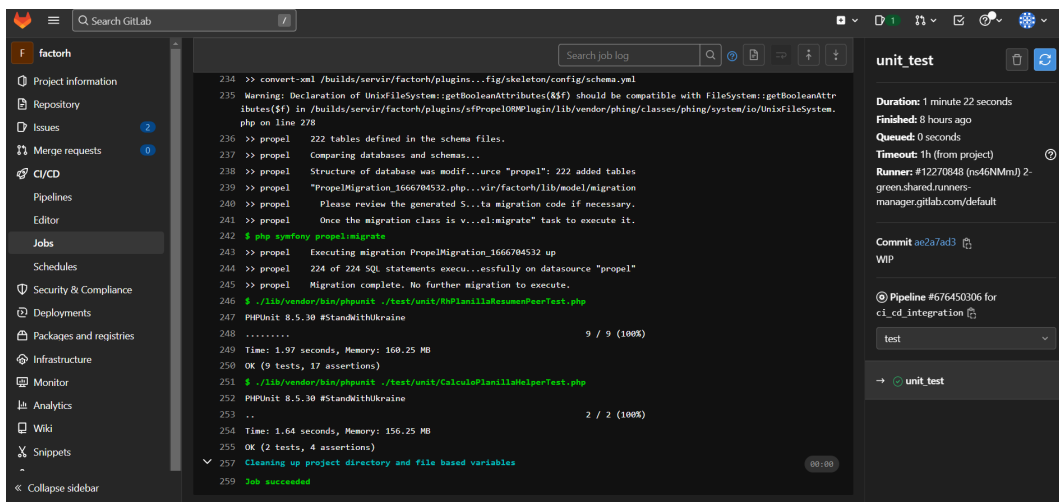 Search GitLab
/
1
F factorh
Project information
Repository
Issues 2
Merge requests 0
CI/CD
Pipelines
Editor
Jobs
Schedules
Security & Compliance
Deployments
Packages and registries
Infrastructure
Monitor
Analytics
Wiki
Snippets
Collapse sidebar
Search job log
234 >> convert-xml /builds/servir/factorh/plugins...fig/skeleton/config/schema.yml
235 Warning: Declaration of UnixFileSystem::getBooleanAttributes(&$f) should be compatible with FileSystem::getBooleanAttr
ibutes($f) in /builds/servir/factorh/plugins/sfPropelORMPlugin/lib/vendor/phing/classes/phing/system/io/UnixFileSystem.
php on line 278
236 >> propel 222 tables defined in the schema files.
237 >> propel Comparing databases and schemas...
238 >> propel Structure of database was modif...urce "propel": 222 added tables
239 >> propel "PropelMigration_1666704532.php...vir/factorh/lib/model/migration
240 >> propel Please review the generated S...ta migration code if necessary.
241 >> propel Once the migration class is v...el:migrate" task to execute it.
242 $ php symfony propel:migrate
243 >> propel Executing migration PropelMigration_1666704532 up
244 >> propel 224 of 224 SQL statements execu...essfully on datasource "propel"
245 >> propel Migration complete. No further migration to execute.
246 $ ./lib/vendor/bin/phpunit ./test/unit/RhPlanillaResumenPeerTest.php
247 PHPUnit 8.5.30 #StandWithUkraine
248 ......... 9 / 9 (100%)
249 Time: 1.97 seconds, Memory: 160.25 MB
250 OK (9 tests, 17 assertions)
251 $ ./lib/vendor/bin/phpunit ./test/unit/CalculoPlanillaHelperTest.php
252 PHPUnit 8.5.30 #StandWithUkraine
253 .. 2 / 2 (100%)
254 Time: 1.64 seconds, Memory: 156.25 MB
255 OK (2 tests, 4 assertions)
257 Cleaning up project directory and file based variables 00:00
259 Job succeeded
unit_test
Duration: 1 minute 22 seconds
Finished: 8 hours ago
Queued: 0 seconds
Timeout: 1h (from project)
Runner: #12270848 (ns46NMmJ) 2-
green.shared.runners-
manager.gitlab.com/default
Commit ae2a7ad3
WIP
Pipeline #676450306 for
ci_cd_integration
test
→ unit_test